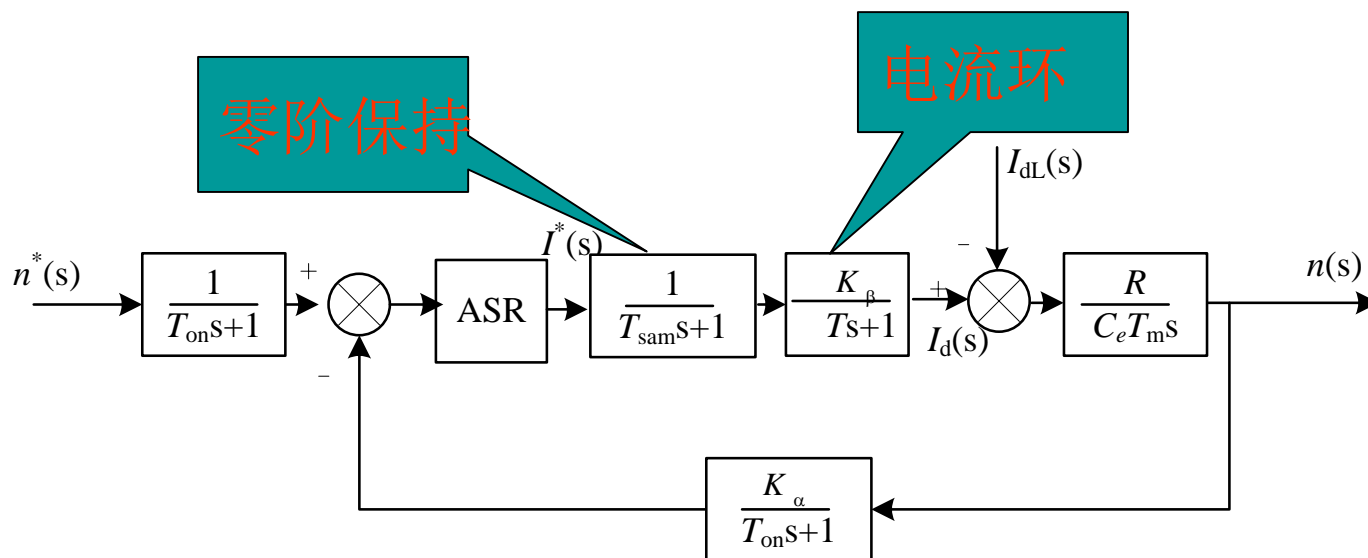 电流环
零阶保持
I_dL(s)
I^*(s)
−
n^*(s)
1
T_on s+1
+
ASR
1
T_sam s+1
K_β
Ts+1
+
I_d(s)
R
C_e T_m s
n(s)
−
K_α
T_on s+1